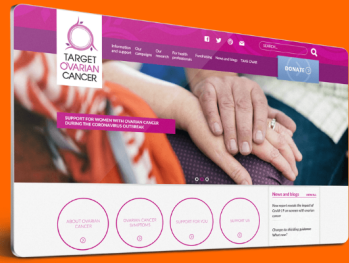 SEARCH...
Information and support
Our campaigns
Our research
For health professionals
Fundraising
News and blogs
TAKE OVAR
DONATE
TARGET
OVARIAN
CANCER
SUPPORT FOR WOMEN WITH OVARIAN CANCER
DURING THE CORONAVIRUS OUTBREAK
ABOUT OVARIAN
CANCER
OVARIAN CANCER
SYMPTOMS
SUPPORT FOR YOU
SUPPORT US
News and blogs